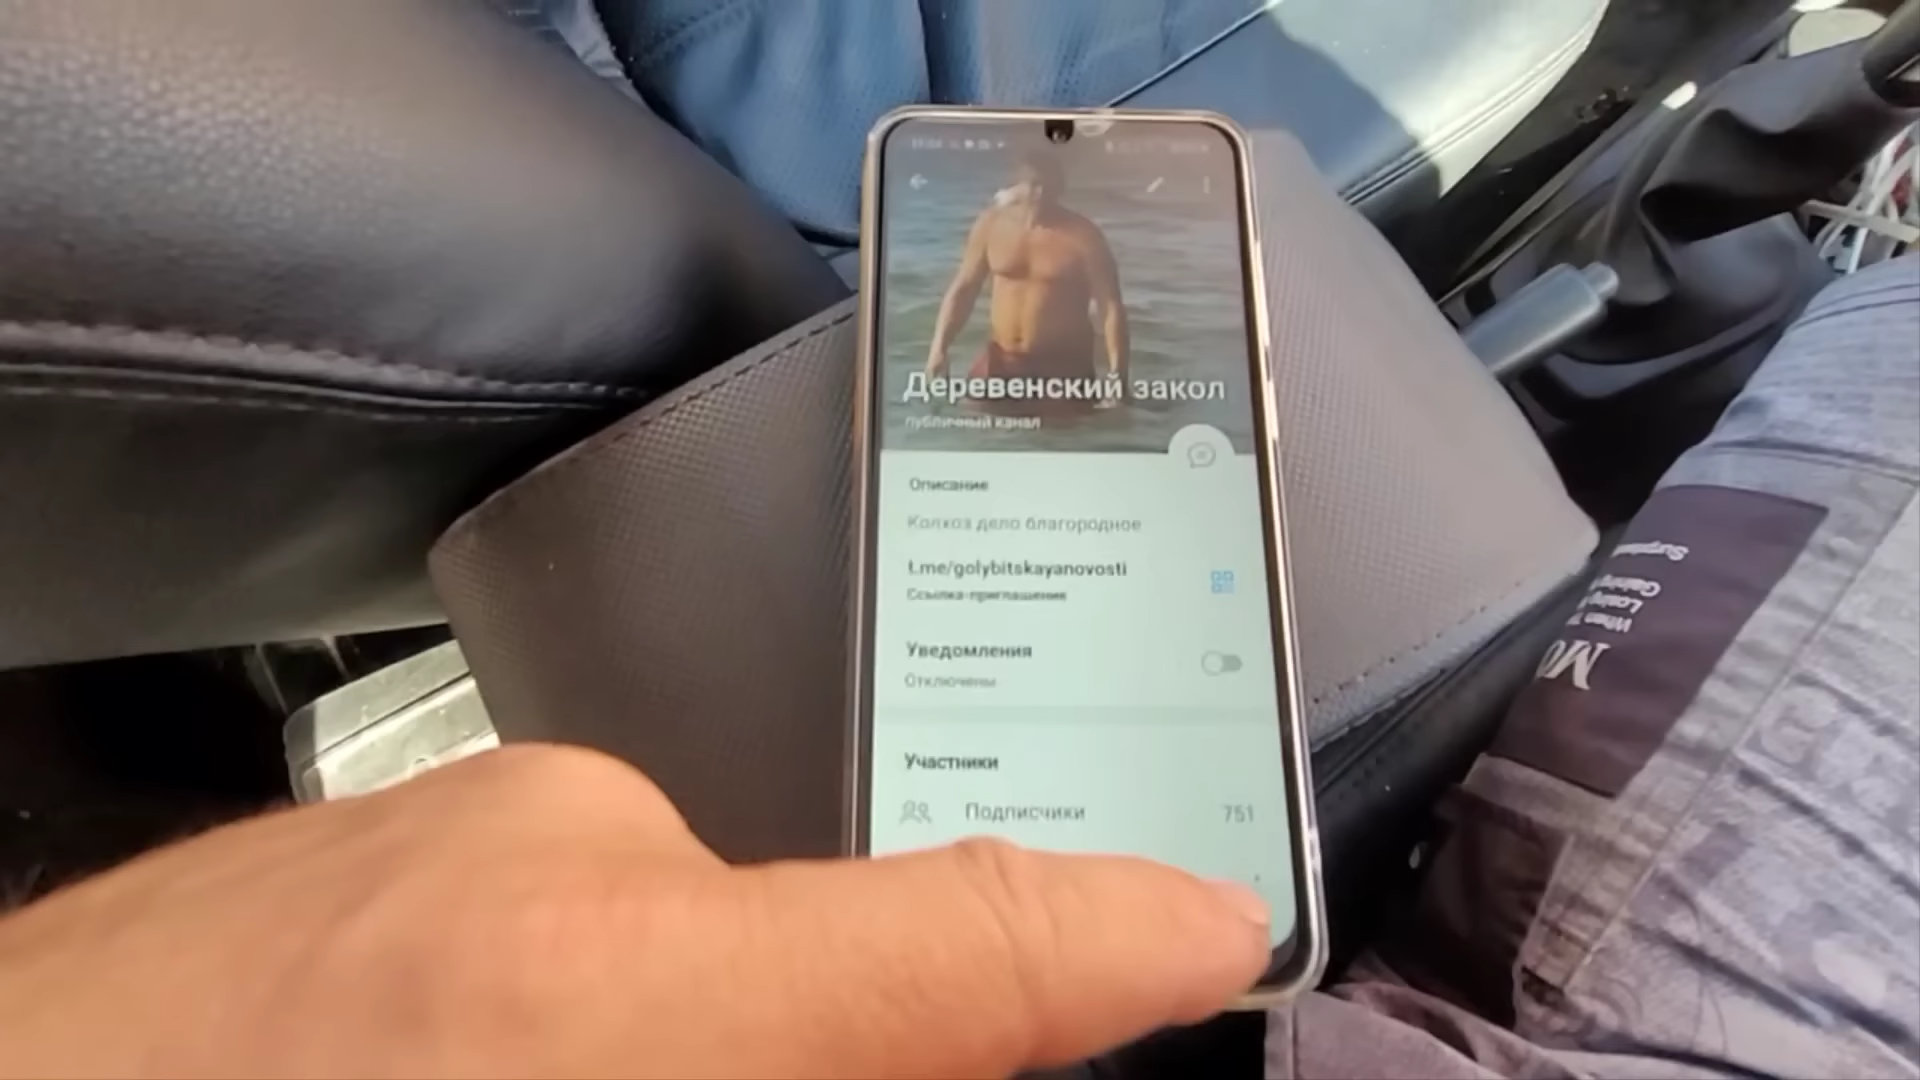 Деревенский закол
публичный канал
Описание
Колхоз дело благородное
t.me/golybitskayanovosti
Ссылка-приглашение
Уведомления
Отключены
Участники
Подписчики 751